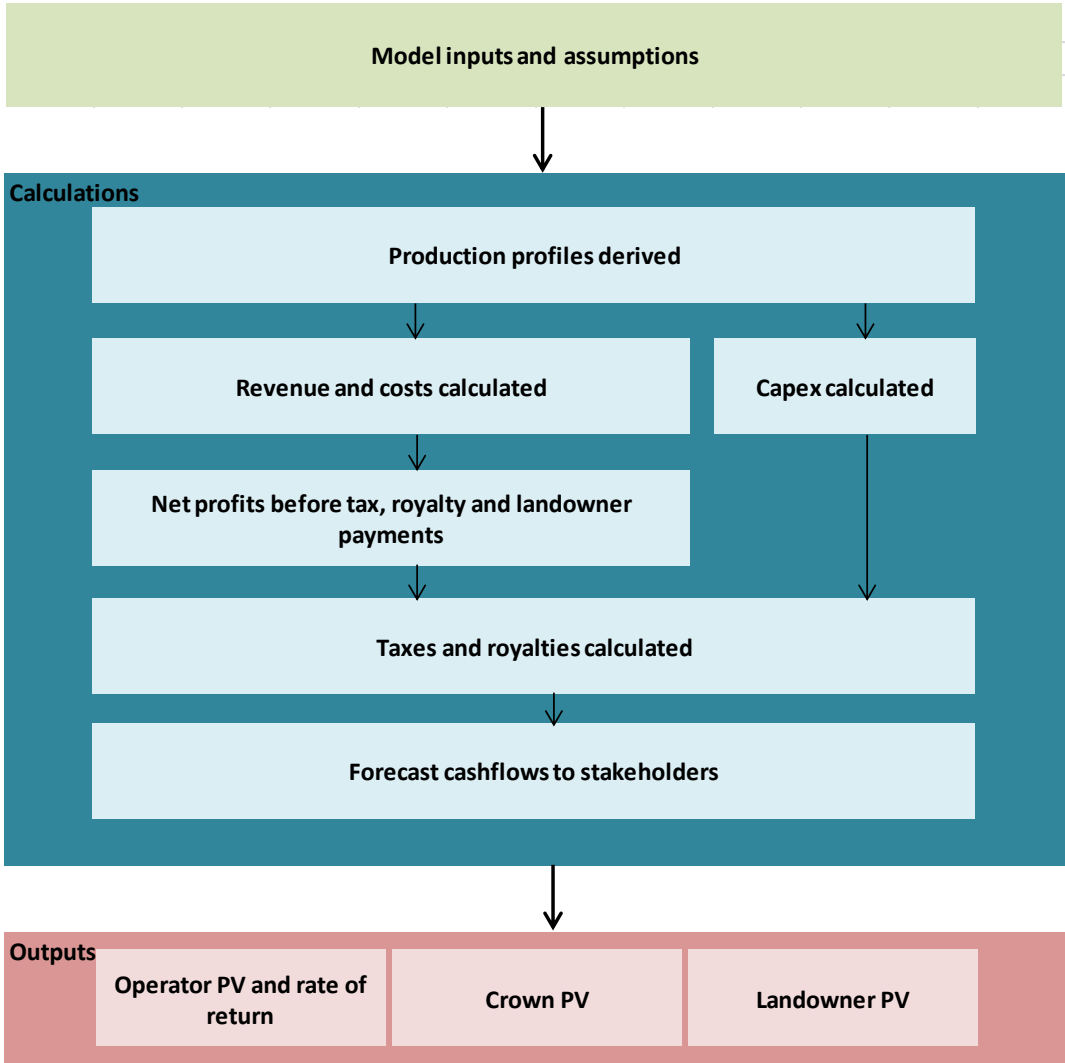 Model inputs and assumptions
Calculations
Production profiles derived
Revenue and costs calculated
Capex calculated
Net profits before tax, royalty and landowner
payments
Taxes and royalties calculated
Forecast cashflows to stakeholders
Outputs
Operator PV and rate of
return
Crown PV
Landowner PV